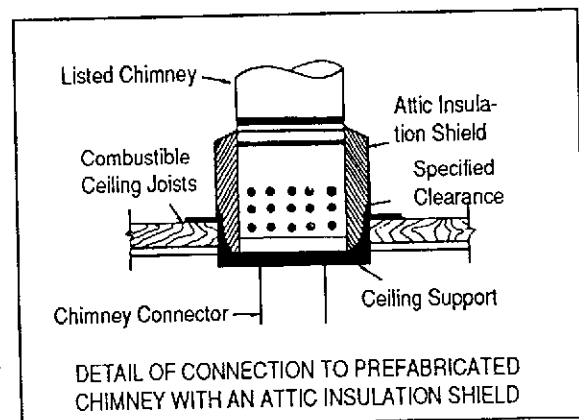 Listed Chimney
Attic Insula-
tion Shield
Combustible
Ceiling Joists
Specified
Clearance
Ceiling Support
Chimney Connector
DETAIL OF CONNECTION TO PREFABRICATED
CHIMNEY WITH AN ATTIC INSULATION SHIELD